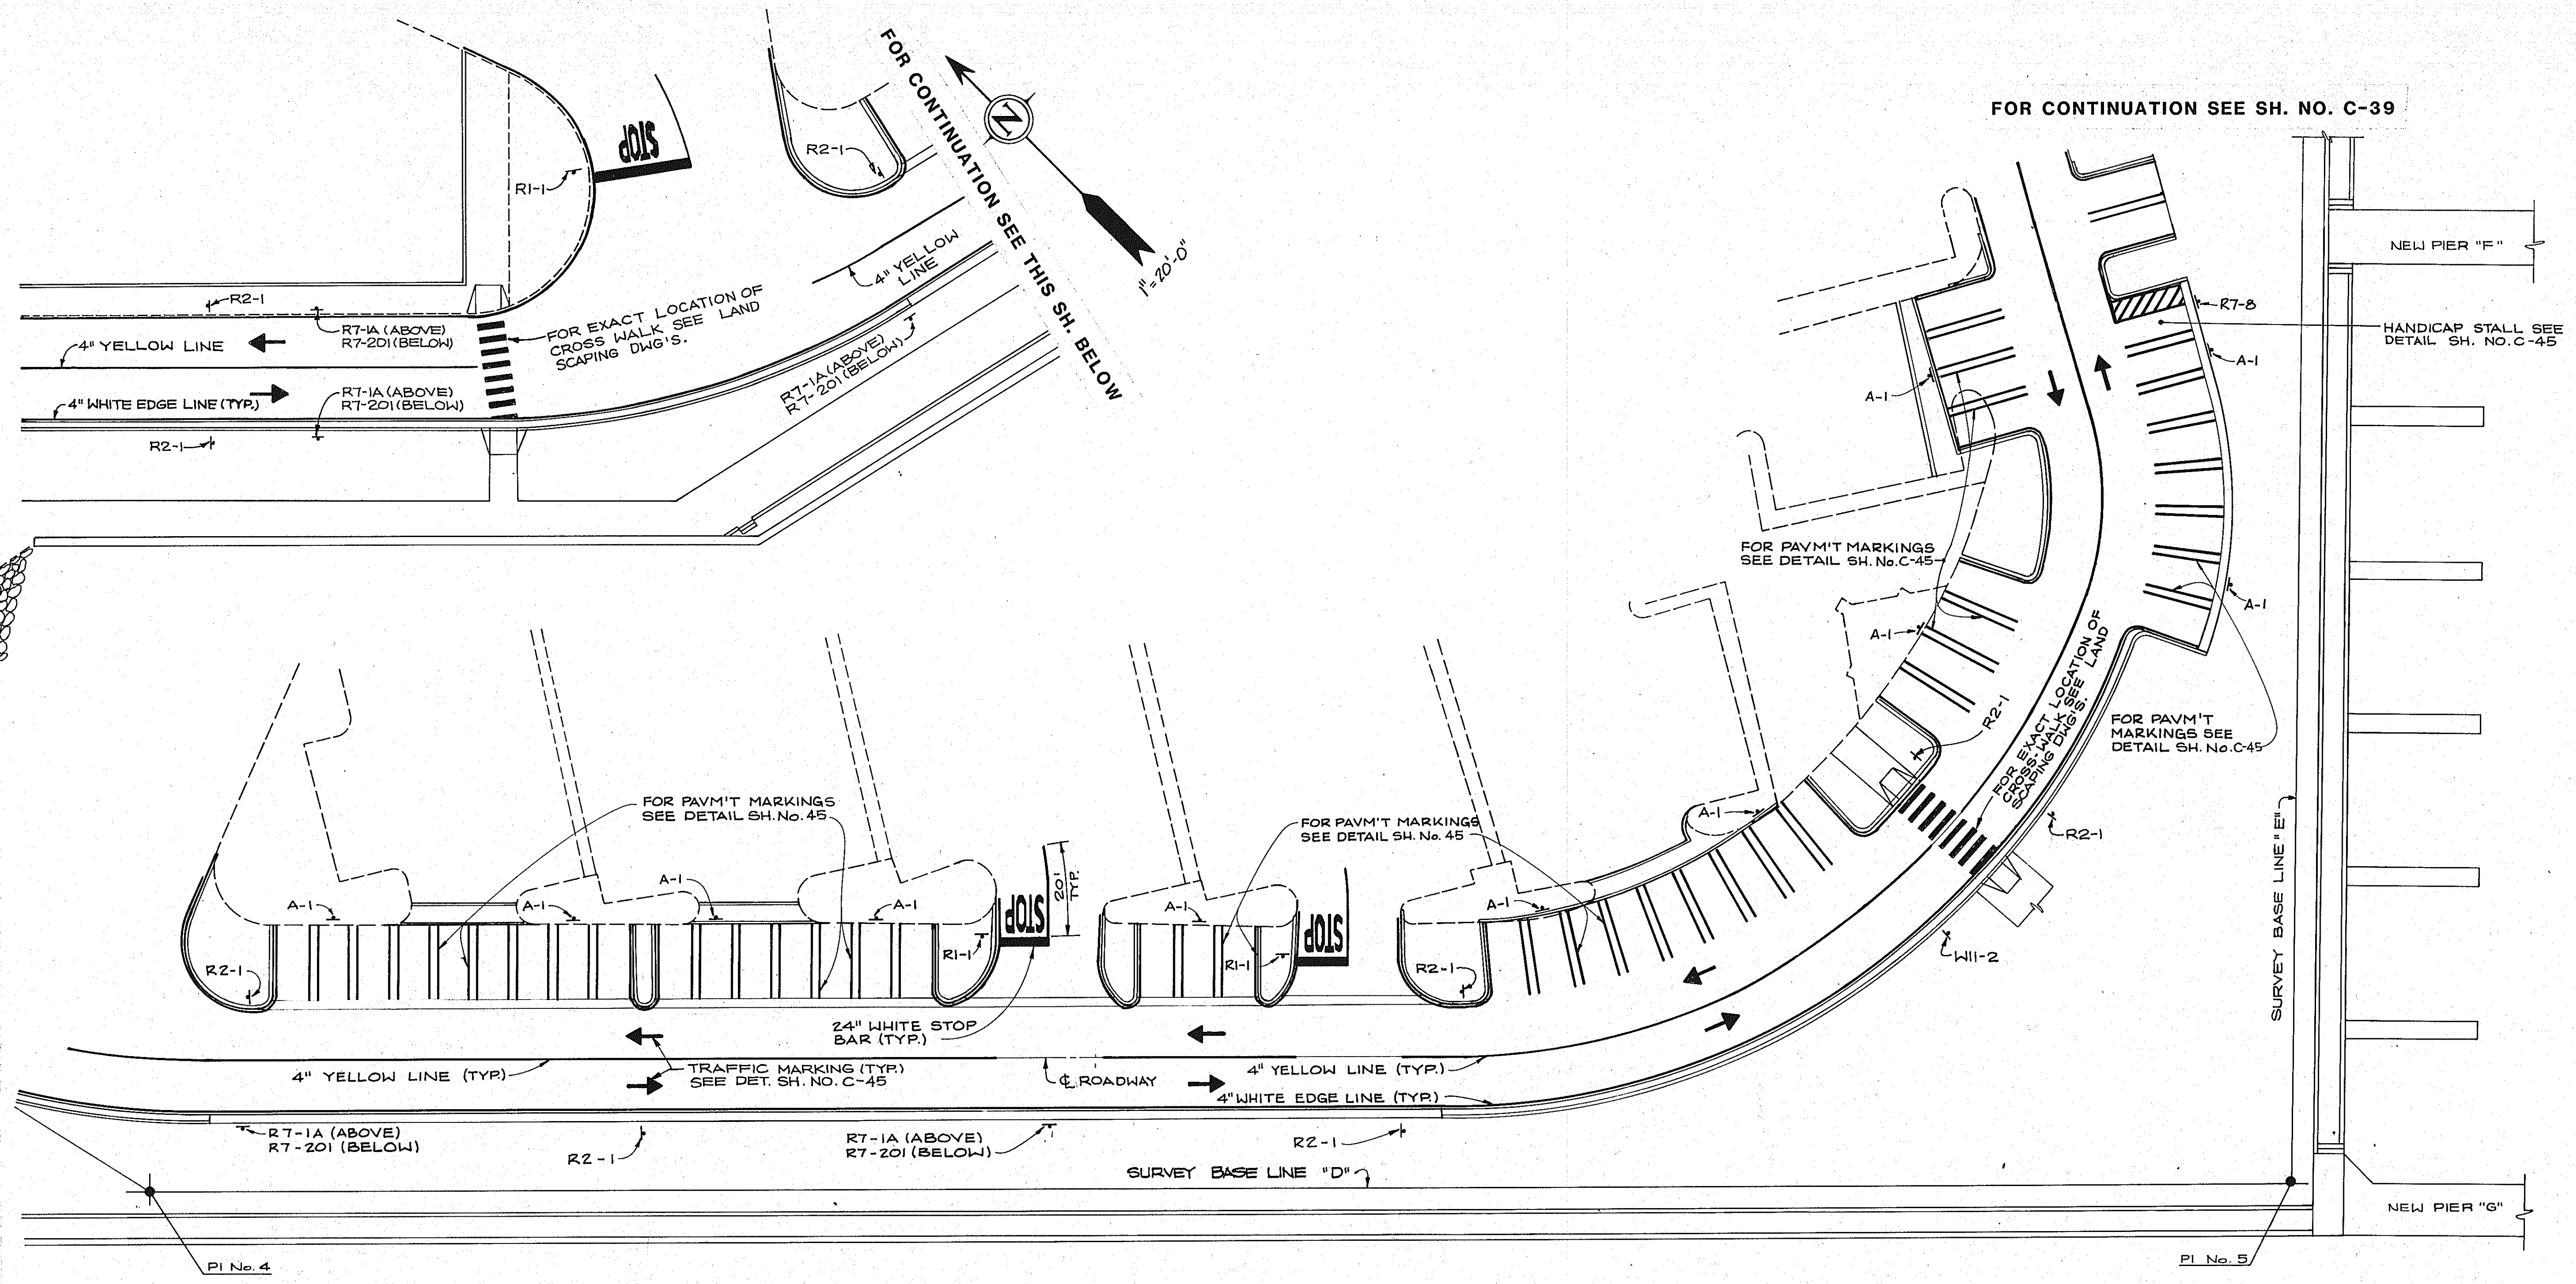 FOR CONTINUATION SEE THIS SH. BELOW
N
1"=20'-0"
FOR CONTINUATION SEE SH. NO. C-39
STOP
R1-1
R2-1
4" YELLOW
LINE
R2-1
R7-1A (ABOVE)
R7-201 (BELOW)
4" YELLOW LINE
FOR EXACT LOCATION OF
CROSS WALK SEE LAND
SCAPING DWG'S.
R7-1A (ABOVE)
R7-201 (BELOW)
4" WHITE EDGE LINE (TYP.)
R2-1
R7-1A (ABOVE)
R7-201 (BELOW)
NEW PIER "F"
R7-8
HANDICAP STALL SEE
DETAIL SH. NO. C-45
A-1
A-1
FOR PAVM'T MARKINGS
SEE DETAIL SH. No. C-45
A-1
A-1
R2-1
FOR EXACT LOCATION OF
CROSS-WALK SEE LAND
SCAPING DWG'S.
FOR PAVM'T
MARKINGS SEE
DETAIL SH. No. C-45
R2-1
W11-2
SURVEY BASE LINE "E"
FOR PAVM'T MARKINGS
SEE DETAIL SH. No. 45
FOR PAVM'T MARKINGS
SEE DETAIL SH. No. 45
A-1
A-1
A-1
A-1
A-1
A-1
A-1
A-1
20'
TYP.
STOP
STOP
R2-1
R1-1
R1-1
R2-1
24" WHITE STOP
BAR (TYP.)
4" YELLOW LINE (TYP.)
TRAFFIC MARKING (TYP.)
SEE DET. SH. NO. C-45
℄ ROADWAY
4" YELLOW LINE (TYP.)
4" WHITE EDGE LINE (TYP.)
R7-1A (ABOVE)
R7-201 (BELOW)
R2-1
R7-1A (ABOVE)
R7-201 (BELOW)
R2-1
SURVEY BASE LINE "D"
NEW PIER "G"
PI No. 4
PI No. 5